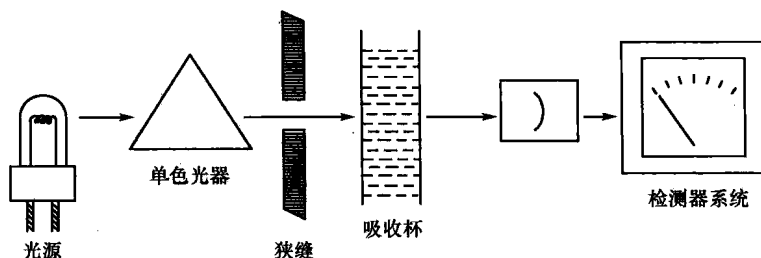 光源
单色光器
狭缝
吸收杯
检测器系统